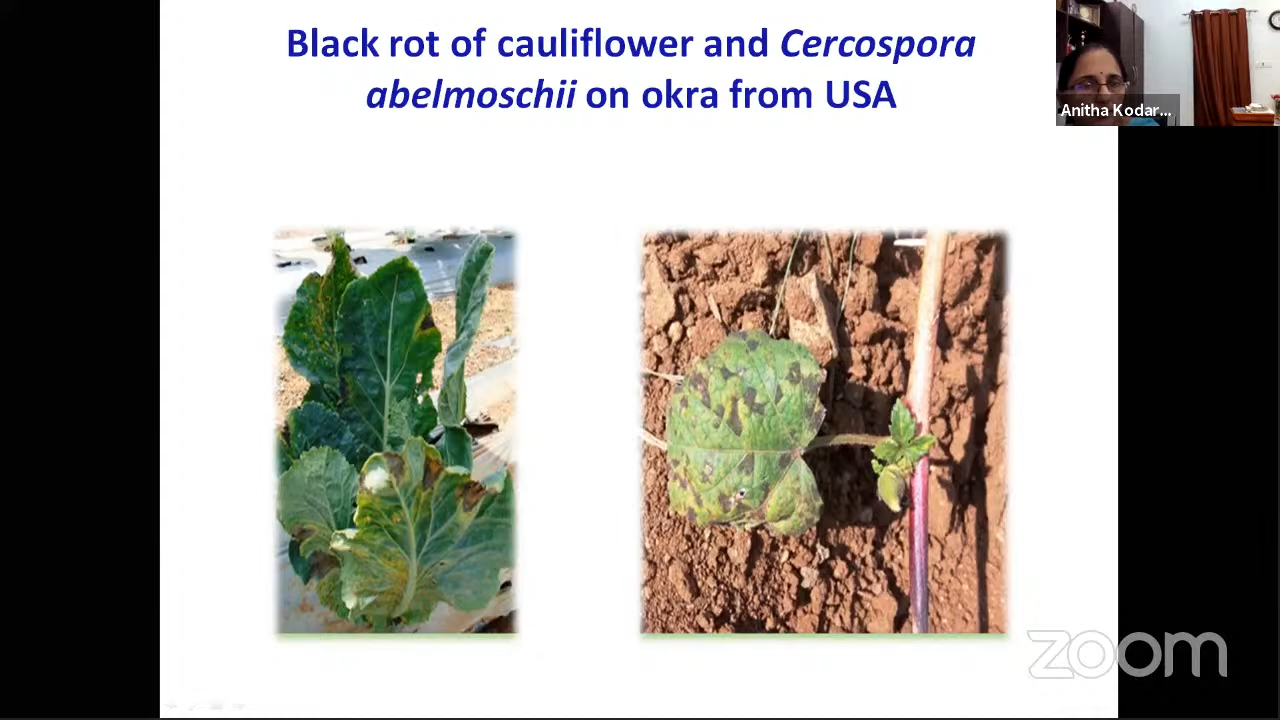 Black rot of cauliflower and Cercospora
abelmoschii on okra from USA
Anitha Kodar...
zoom